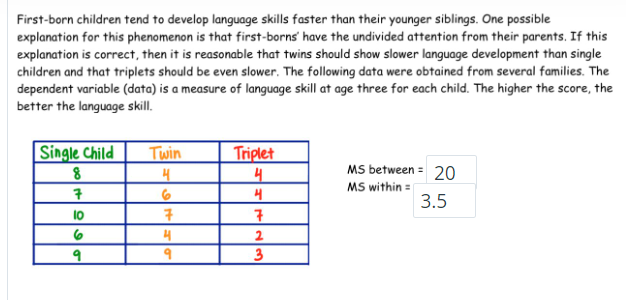 First-born children tend to develop language skills faster than their younger siblings. One possible
explanation for this phenomenon is that first-borns' have the undivided attention from their parents. If this
explanation is correct, then it is reasonable that twins should show slower language development than single
children and that triplets should be even slower. The following data were obtained from several families. The
dependent variable (data) is a measure of language skill at age three for each child. The higher the score, the
better the language skill.
Single Child Twin Triplet
8 4 4
7 6 4
10 7 7
6 4 2
9 9 3
MS between = 20
MS within = 3.5